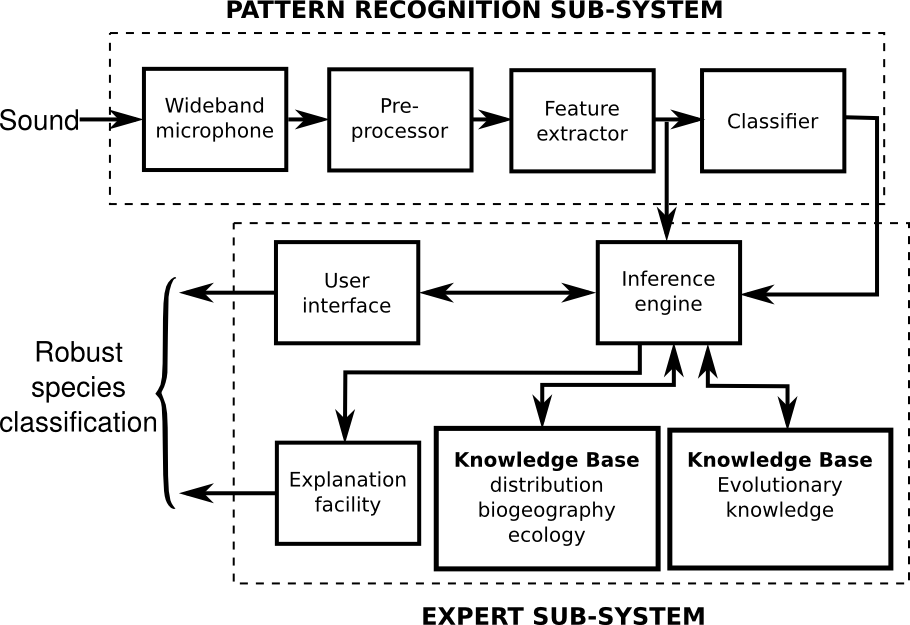 PATTERN RECOGNITION SUB-SYSTEM
Sound
Wideband
microphone
Pre-
processor
Feature
extractor
Classifier
User
interface
Inference
engine
Robust
species
classification
Explanation
facility
Knowledge Base
distribution
biogeography
ecology
Knowledge Base
Evolutionary
knowledge
EXPERT SUB-SYSTEM